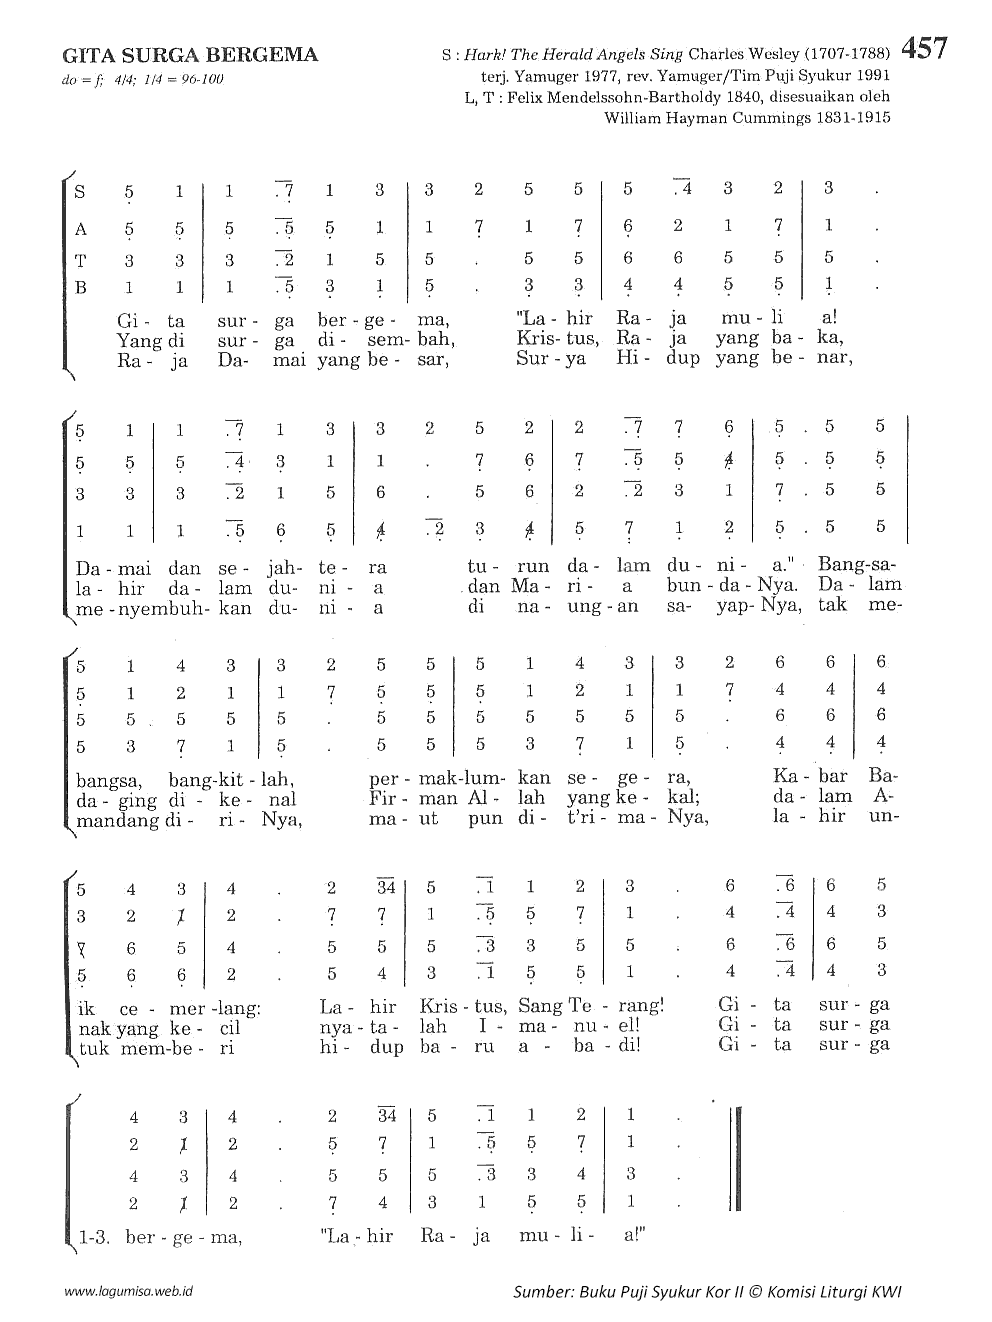 GITA SURGA BERGEMA
do = f; 4/4; 1/4 = 96-100
S : Hark! The Herald Angels Sing Charles Wesley (1707-1788) 457
terj. Yamuger 1977, rev. Yamuger/Tim Puji Syukur 1991
L, T : Felix Mendelssohn-Bartholdy 1840, disesuaikan oleh
William Hayman Cummings 1831-1915
S 5̣ 1 | 1 .7̣ 1 3 | 3 2 5 5 | 5 .4 3 2 | 3 .
A 5̣ 5̣ | 5̣ .5̣ 5̣ 1 | 1 7̣ 1 7̣ | 6̣ 2 1 7̣ | 1 .
T 3 3 | 3 .2 1 5 | 5 . 5 5 | 6 6 5 5 | 5 .
B 1 1 | 1 .5̣ 3̣ 1̣ | 5̣ . 3̣ 3̣ | 4̣ 4̣ 5̣ 5̣ | 1̣ .
Gi - ta sur - ga ber - ge - ma, "La - hir Ra - ja mu - li a!
Yang di sur - ga di - sem- bah, Kris- tus, Ra - ja yang ba - ka,
Ra - ja Da- mai yang be - sar, Sur - ya Hi - dup yang be - nar,
5̣ 1 | 1 .7̣ 1 3 | 3 2 5 2 | 2 .7̣ 7̣ 6̣ | 5̣ . 5 5
5̣ 5̣ | 5̣ .4̣ 3̣ 1 | 1 . 7̣ 6̣ | 7̣ .5̣ 5̣ 4̸̣ | 5̣ . 5̣ 5̣
3 3 | 3 .2 1 5 | 6 . 5 6 | 2 .2 3 1 | 7̣ . 5 5
1 1 | 1 .5̣ 6̣ 5̣ | 4̸̣ .2 3̣ 4̸̣ | 5̣ 7̣ 1̣ 2̣ | 5̣ . 5 5
Da - mai dan se - jah- te - ra tu - run da - lam du - ni - a." Bang-sa-
la - hir da - lam du- ni - a dan Ma - ri - a bun - da - Nya. Da - lam
me -nyembuh- kan du- ni - a di na - ung - an sa- yap- Nya, tak me-
5 1 4 3 | 3 2 5 5 | 5 1 4 3 | 3 2 6 6 | 6
5̣ 1 2 1 | 1 7̣ 5̣ 5̣ | 5̣ 1 2 1 | 1 7̣ 4 4 | 4
5 5 . 5 5 | 5 . 5 5 | 5 5 5 5 | 5 . 6 6 | 6
5 3 7̣ 1 | 5̣ . 5 5 | 5 3 7̣ 1 | 5̣ . 4̣ 4̣ | 4̣
bangsa, bang-kit - lah, per - mak-lum- kan se - ge - ra, Ka - bar Ba-
da - ging di - ke - nal Fir - man Al - lah yang ke - kal; da - lam A-
mandang di - ri - Nya, ma - ut pun di - t'ri - ma - Nya, la - hir un-
5 4 3 | 4 . 2 34 | 5 .1 1 2 | 3 . 6 .6 | 6 5
3 2 1̸ | 2 . 7̣ 7̣ | 1 .5̣ 5̣ 7̣ | 1 . 4 .4 | 4 3
7̸ 6 5 | 4 . 5 5 | 5 .3 3 5 | 5 . 6 .6 | 6 5
5̣ 6̣ 6̣ | 2 . 5 4 | 3 .1 5̣ 5̣ | 1 . 4 .4 | 4 3
ik ce - mer -lang: La - hir Kris - tus, Sang Te - rang! Gi - ta sur - ga
nak yang ke - cil nya - ta - lah I - ma - nu - el! Gi - ta sur - ga
tuk mem-be - ri hi - dup ba - ru a - ba - di! Gi - ta sur - ga
4 3 | 4 . 2 34 | 5 .1 1 2 | 1 .
2 1̸ | 2 . 5̣ 7̣ | 1 .5̣ 5̣ 7̣ | 1 .
4 3 | 4 . 5 5 | 5 .3 3 4 | 3 .
2 1̸ | 2 . 7̣ 4 | 3 1 5̣ 5̣ | 1 .
1-3. ber - ge - ma, "La - hir Ra - ja mu - li - a!"
www.lagumisa.web.id Sumber: Buku Puji Syukur Kor II © Komisi Liturgi KWI